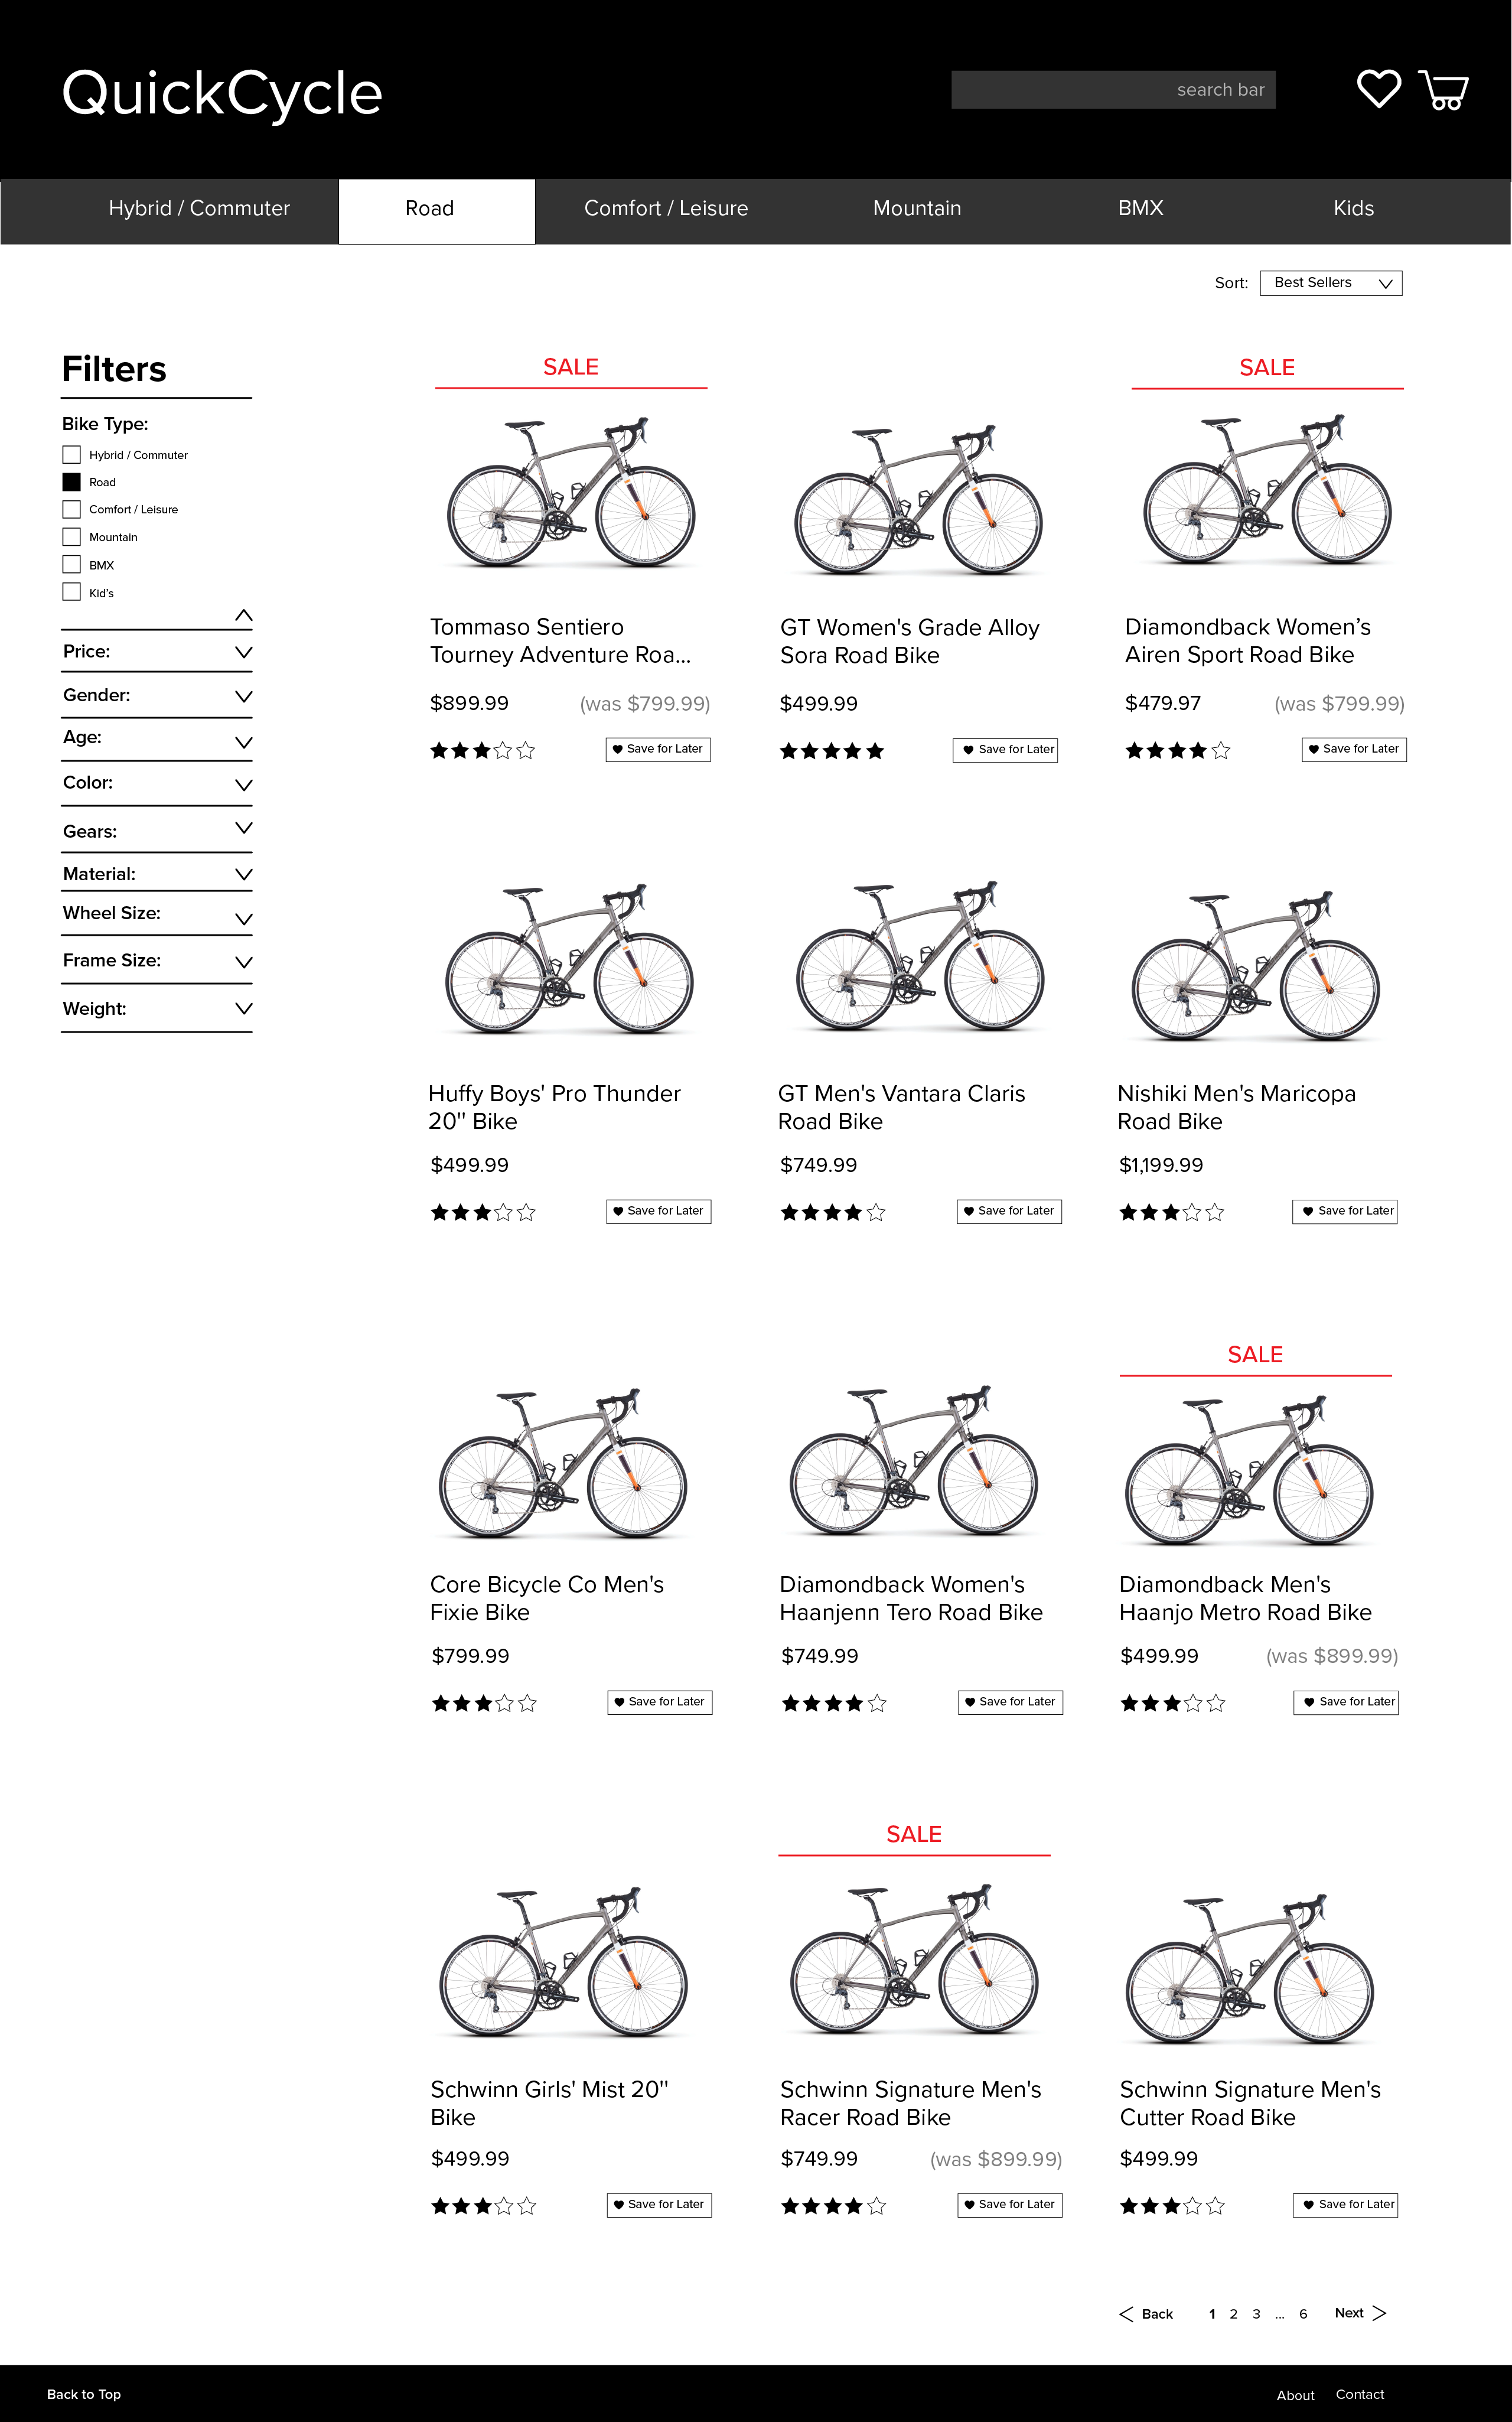 QuickCycle
search bar
Hybrid / Commuter
Road
Comfort / Leisure
Mountain
BMX
Kids
Sort:
Best Sellers
Filters
Bike Type:
Hybrid / Commuter
Road
Comfort / Leisure
Mountain
BMX
Kid's
Price:
Gender:
Age:
Color:
Gears:
Material:
Wheel Size:
Frame Size:
Weight:
SALE
Tommaso Sentiero
Tourney Adventure Roa...
$899.99
(was $799.99)
Save for Later
GT Women's Grade Alloy
Sora Road Bike
$499.99
Save for Later
SALE
Diamondback Women’s
Airen Sport Road Bike
$479.97
(was $799.99)
Save for Later
Huffy Boys' Pro Thunder
20" Bike
$499.99
Save for Later
GT Men's Vantara Claris
Road Bike
$749.99
Save for Later
Nishiki Men's Maricopa
Road Bike
$1,199.99
Save for Later
Core Bicycle Co Men's
Fixie Bike
$799.99
Save for Later
Diamondback Women's
Haanjenn Tero Road Bike
$749.99
Save for Later
SALE
Diamondback Men's
Haanjo Metro Road Bike
$499.99
(was $899.99)
Save for Later
Schwinn Girls' Mist 20"
Bike
$499.99
Save for Later
SALE
Schwinn Signature Men's
Racer Road Bike
$749.99
(was $899.99)
Save for Later
Schwinn Signature Men's
Cutter Road Bike
$499.99
Save for Later
Back 1 2 3 ... 6 Next
Back to Top
About
Contact